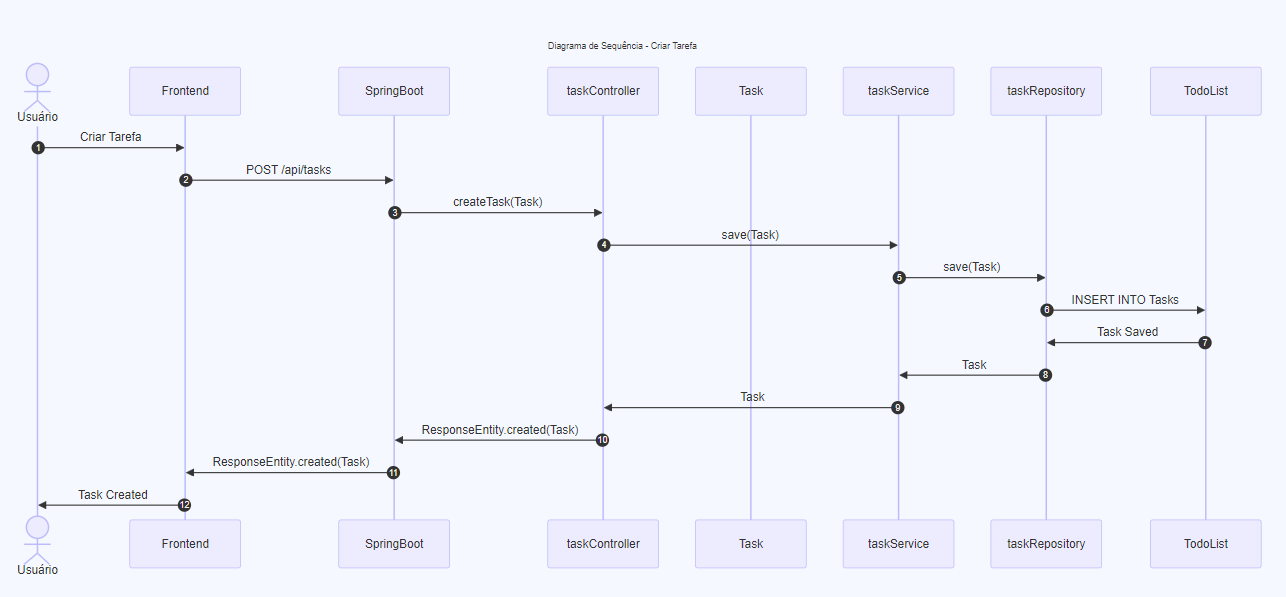 Diagrama de Sequência - Criar Tarefa
Usuário
Frontend
SpringBoot
taskController
Task
taskService
taskRepository
TodoList
1
Criar Tarefa
2
POST /api/tasks
3
createTask(Task)
4
save(Task)
5
save(Task)
6
INSERT INTO Tasks
7
Task Saved
8
Task
9
Task
10
ResponseEntity.created(Task)
11
ResponseEntity.created(Task)
12
Task Created
Usuário
Frontend
SpringBoot
taskController
Task
taskService
taskRepository
TodoList